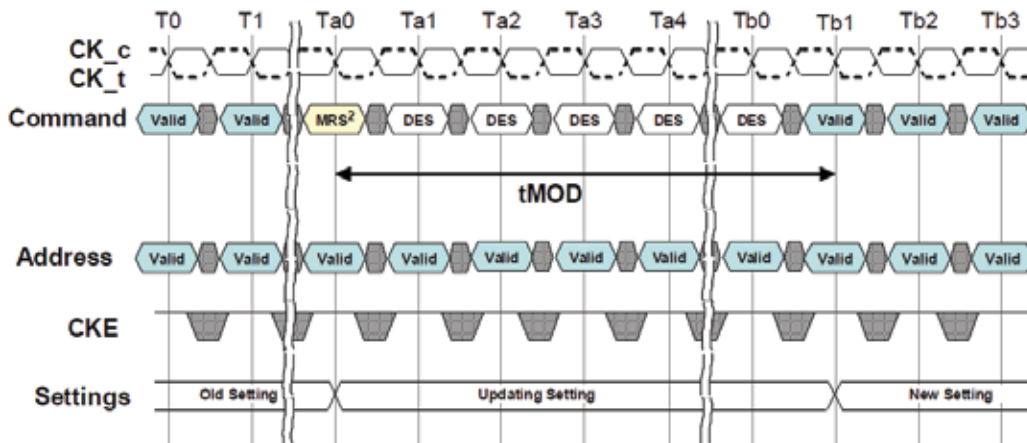 T0 T1 Ta0 Ta1 Ta2 Ta3 Ta4 Tb0 Tb1 Tb2 Tb3
CK_c
CK_t
Command Valid Valid MRS² DES DES DES DES DES Valid Valid Valid
tMOD
Address Valid Valid Valid Valid Valid Valid Valid Valid Valid Valid Valid
CKE
Settings Old Setting Updating Setting New Setting